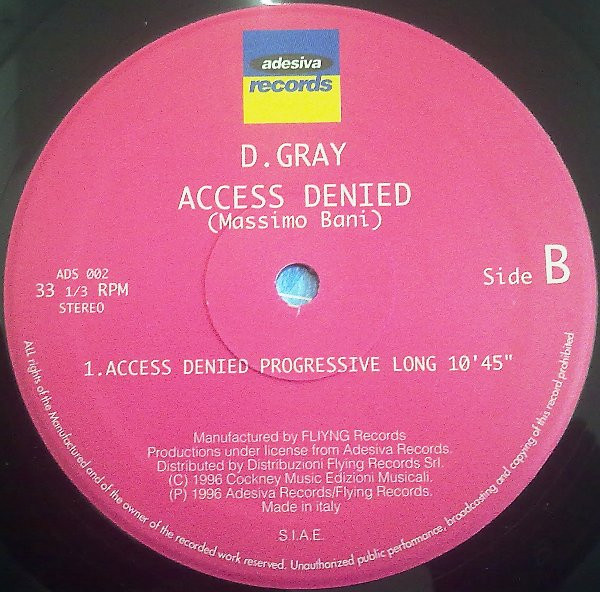 adesiva
records
D.GRAY
ACCESS DENIED
(Massimo Bani)
ADS 002
33 1/3 RPM
STEREO
Side B
1.ACCESS DENIED PROGRESSIVE LONG 10'45"
Manufactured by FLIYNG Records
Productions under license from Adesiva Records.
Distributed by Distribuzioni Flying Records Srl.
(C) 1996 Cockney Music Edizioni Musicali.
(P) 1996 Adesiva Records/Flying Records.
Made in italy
S.I.A.E.
All rights of the Manufactured and of the owner of the recorded work reserved. Unauthorized public performance, broadcasting and copying of this record prohibited